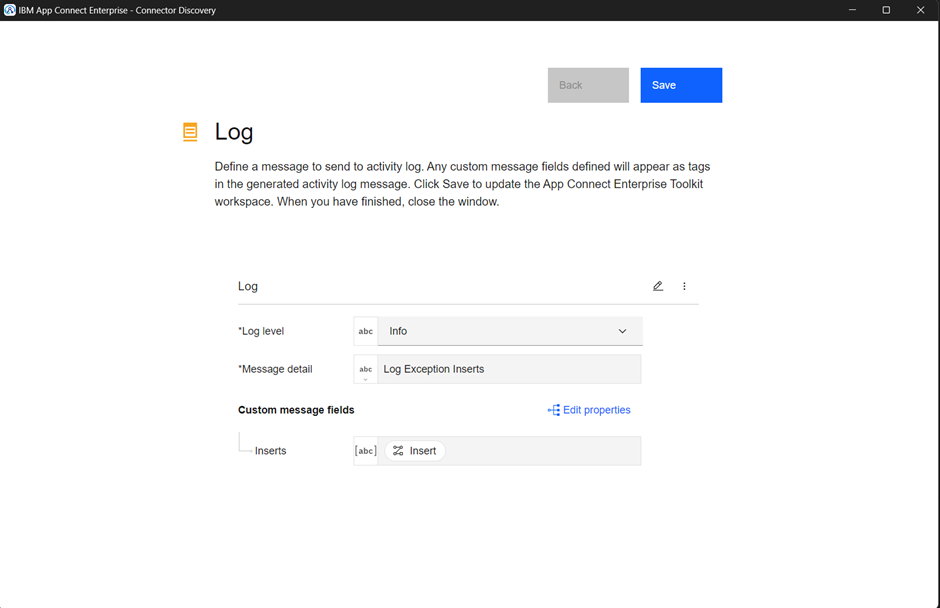 IBM App Connect Enterprise - Connector Discovery
Back
Save
Log
Define a message to send to activity log. Any custom message fields defined will appear as tags
in the generated activity log message. Click Save to update the App Connect Enterprise Toolkit
workspace. When you have finished, close the window.
Log
*Log level abc Info
*Message detail abc Log Exception Inserts
Custom message fields Edit properties
Inserts [abc] Insert